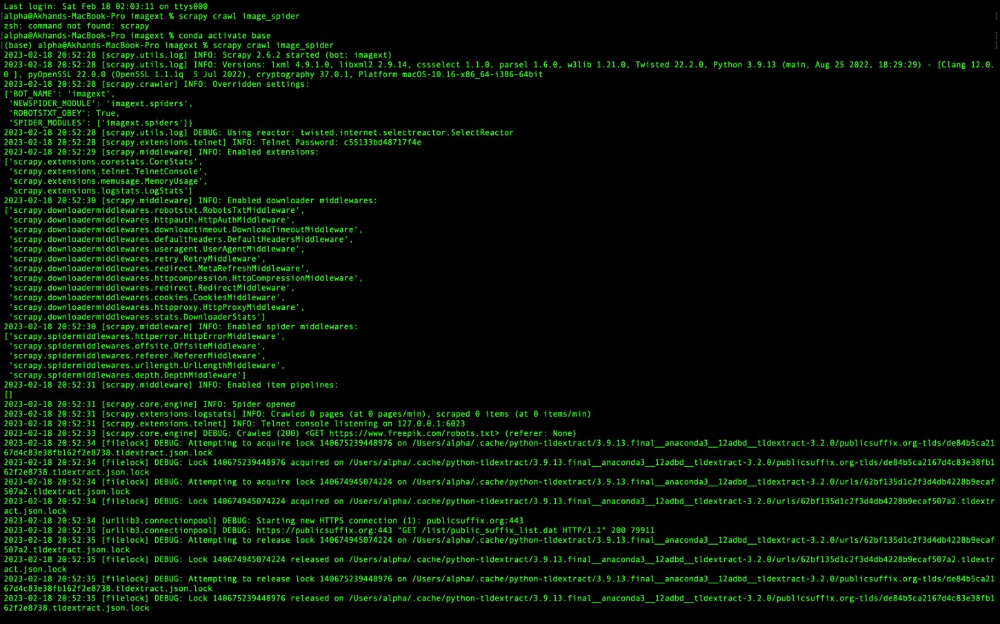 Last login: Sat Feb 18 02:03:11 on ttys000
[alpha@Akhands-MacBook-Pro imagext % scrapy crawl image_spider ]
zsh: command not found: scrapy
[alpha@Akhands-MacBook-Pro imagext % conda activate base ]
[(base) alpha@Akhands-MacBook-Pro imagext % scrapy crawl image_spider ]
2023-02-18 20:52:28 [scrapy.utils.log] INFO: Scrapy 2.6.2 started (bot: imagext)
2023-02-18 20:52:28 [scrapy.utils.log] INFO: Versions: lxml 4.9.1.0, libxml2 2.9.14, cssselect 1.1.0, parsel 1.6.0, w3lib 1.21.0, Twisted 22.2.0, Python 3.9.13 (main, Aug 25 2022, 18:29:29) - [Clang 12.0.
0 ], pyOpenSSL 22.0.0 (OpenSSL 1.1.1q  5 Jul 2022), cryptography 37.0.1, Platform macOS-10.16-x86_64-i386-64bit
2023-02-18 20:52:28 [scrapy.crawler] INFO: Overridden settings:
{'BOT_NAME': 'imagext',
 'NEWSPIDER_MODULE': 'imagext.spiders',
 'ROBOTSTXT_OBEY': True,
 'SPIDER_MODULES': ['imagext.spiders']}
2023-02-18 20:52:28 [scrapy.utils.log] DEBUG: Using reactor: twisted.internet.selectreactor.SelectReactor
2023-02-18 20:52:28 [scrapy.extensions.telnet] INFO: Telnet Password: c55133bd48717f4e
2023-02-18 20:52:29 [scrapy.middleware] INFO: Enabled extensions:
['scrapy.extensions.corestats.CoreStats',
 'scrapy.extensions.telnet.TelnetConsole',
 'scrapy.extensions.memusage.MemoryUsage',
 'scrapy.extensions.logstats.LogStats']
2023-02-18 20:52:30 [scrapy.middleware] INFO: Enabled downloader middlewares:
['scrapy.downloadermiddlewares.robotstxt.RobotsTxtMiddleware',
 'scrapy.downloadermiddlewares.httpauth.HttpAuthMiddleware',
 'scrapy.downloadermiddlewares.downloadtimeout.DownloadTimeoutMiddleware',
 'scrapy.downloadermiddlewares.defaultheaders.DefaultHeadersMiddleware',
 'scrapy.downloadermiddlewares.useragent.UserAgentMiddleware',
 'scrapy.downloadermiddlewares.retry.RetryMiddleware',
 'scrapy.downloadermiddlewares.redirect.MetaRefreshMiddleware',
 'scrapy.downloadermiddlewares.httpcompression.HttpCompressionMiddleware',
 'scrapy.downloadermiddlewares.redirect.RedirectMiddleware',
 'scrapy.downloadermiddlewares.cookies.CookiesMiddleware',
 'scrapy.downloadermiddlewares.httpproxy.HttpProxyMiddleware',
 'scrapy.downloadermiddlewares.stats.DownloaderStats']
2023-02-18 20:52:30 [scrapy.middleware] INFO: Enabled spider middlewares:
['scrapy.spidermiddlewares.httperror.HttpErrorMiddleware',
 'scrapy.spidermiddlewares.offsite.OffsiteMiddleware',
 'scrapy.spidermiddlewares.referer.RefererMiddleware',
 'scrapy.spidermiddlewares.urllength.UrlLengthMiddleware',
 'scrapy.spidermiddlewares.depth.DepthMiddleware']
2023-02-18 20:52:31 [scrapy.middleware] INFO: Enabled item pipelines:
[]
2023-02-18 20:52:31 [scrapy.core.engine] INFO: Spider opened
2023-02-18 20:52:31 [scrapy.extensions.logstats] INFO: Crawled 0 pages (at 0 pages/min), scraped 0 items (at 0 items/min)
2023-02-18 20:52:31 [scrapy.extensions.telnet] INFO: Telnet console listening on 127.0.0.1:6023
2023-02-18 20:52:33 [scrapy.core.engine] DEBUG: Crawled (200) <GET https://www.freepik.com/robots.txt> (referer: None)
2023-02-18 20:52:34 [filelock] DEBUG: Attempting to acquire lock 140675239448976 on /Users/alpha/.cache/python-tldextract/3.9.13.final__anaconda3__12adbd__tldextract-3.2.0/publicsuffix.org-tlds/de84b5ca21
67d4c83e38fb162f2e8738.tldextract.json.lock
2023-02-18 20:52:34 [filelock] DEBUG: Lock 140675239448976 acquired on /Users/alpha/.cache/python-tldextract/3.9.13.final__anaconda3__12adbd__tldextract-3.2.0/publicsuffix.org-tlds/de84b5ca2167d4c83e38fb1
62f2e8738.tldextract.json.lock
2023-02-18 20:52:34 [filelock] DEBUG: Attempting to acquire lock 140674945074224 on /Users/alpha/.cache/python-tldextract/3.9.13.final__anaconda3__12adbd__tldextract-3.2.0/urls/62bf135d1c2f3d4db4228b9ecaf
507a2.tldextract.json.lock
2023-02-18 20:52:34 [filelock] DEBUG: Lock 140674945074224 acquired on /Users/alpha/.cache/python-tldextract/3.9.13.final__anaconda3__12adbd__tldextract-3.2.0/urls/62bf135d1c2f3d4db4228b9ecaf507a2.tldextr
act.json.lock
2023-02-18 20:52:34 [urllib3.connectionpool] DEBUG: Starting new HTTPS connection (1): publicsuffix.org:443
2023-02-18 20:52:35 [urllib3.connectionpool] DEBUG: https://publicsuffix.org:443 "GET /list/public_suffix_list.dat HTTP/1.1" 200 79911
2023-02-18 20:52:35 [filelock] DEBUG: Attempting to release lock 140674945074224 on /Users/alpha/.cache/python-tldextract/3.9.13.final__anaconda3__12adbd__tldextract-3.2.0/urls/62bf135d1c2f3d4db4228b9ecaf
507a2.tldextract.json.lock
2023-02-18 20:52:35 [filelock] DEBUG: Lock 140674945074224 released on /Users/alpha/.cache/python-tldextract/3.9.13.final__anaconda3__12adbd__tldextract-3.2.0/urls/62bf135d1c2f3d4db4228b9ecaf507a2.tldextr
act.json.lock
2023-02-18 20:52:35 [filelock] DEBUG: Attempting to release lock 140675239448976 on /Users/alpha/.cache/python-tldextract/3.9.13.final__anaconda3__12adbd__tldextract-3.2.0/publicsuffix.org-tlds/de84b5ca21
67d4c83e38fb162f2e8738.tldextract.json.lock
2023-02-18 20:52:35 [filelock] DEBUG: Lock 140675239448976 released on /Users/alpha/.cache/python-tldextract/3.9.13.final__anaconda3__12adbd__tldextract-3.2.0/publicsuffix.org-tlds/de84b5ca2167d4c83e38fb1
62f2e8738.tldextract.json.lock